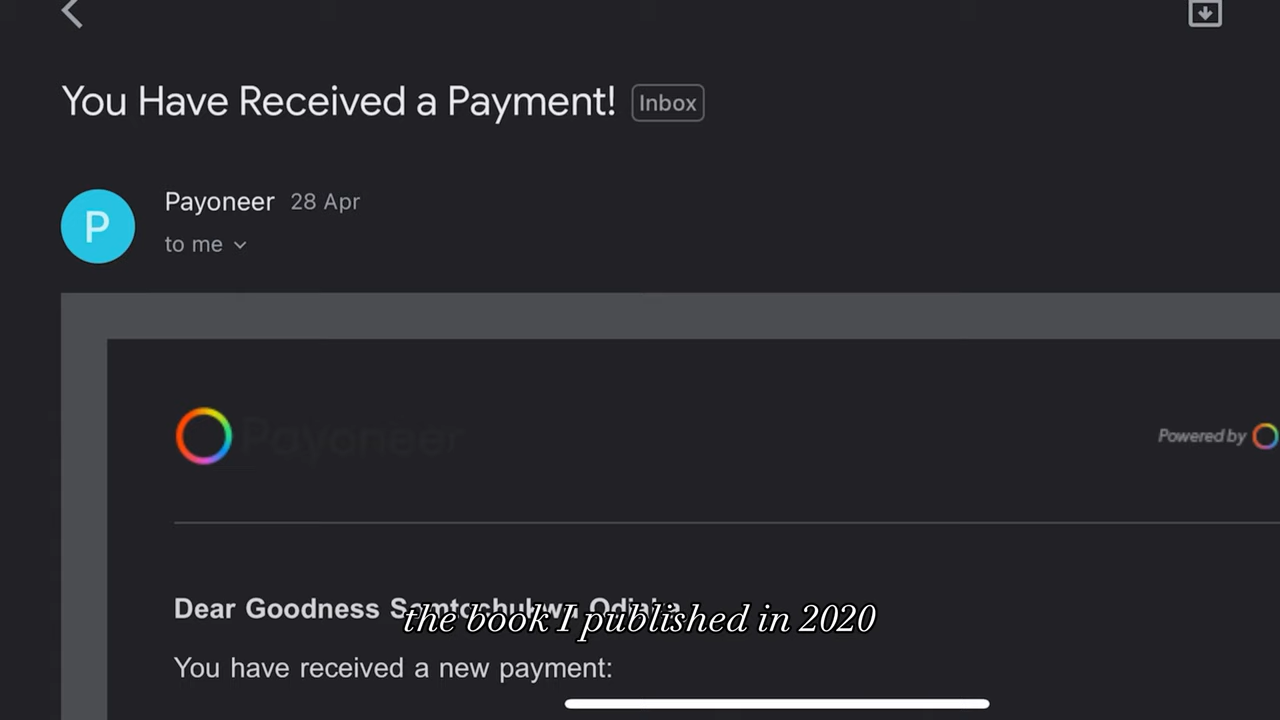 You Have Received a Payment! Inbox
Payoneer 28 Apr
P
to me
Payoneer
Powered by
Dear Goodness
the book I published in 2020
You have received a new payment: